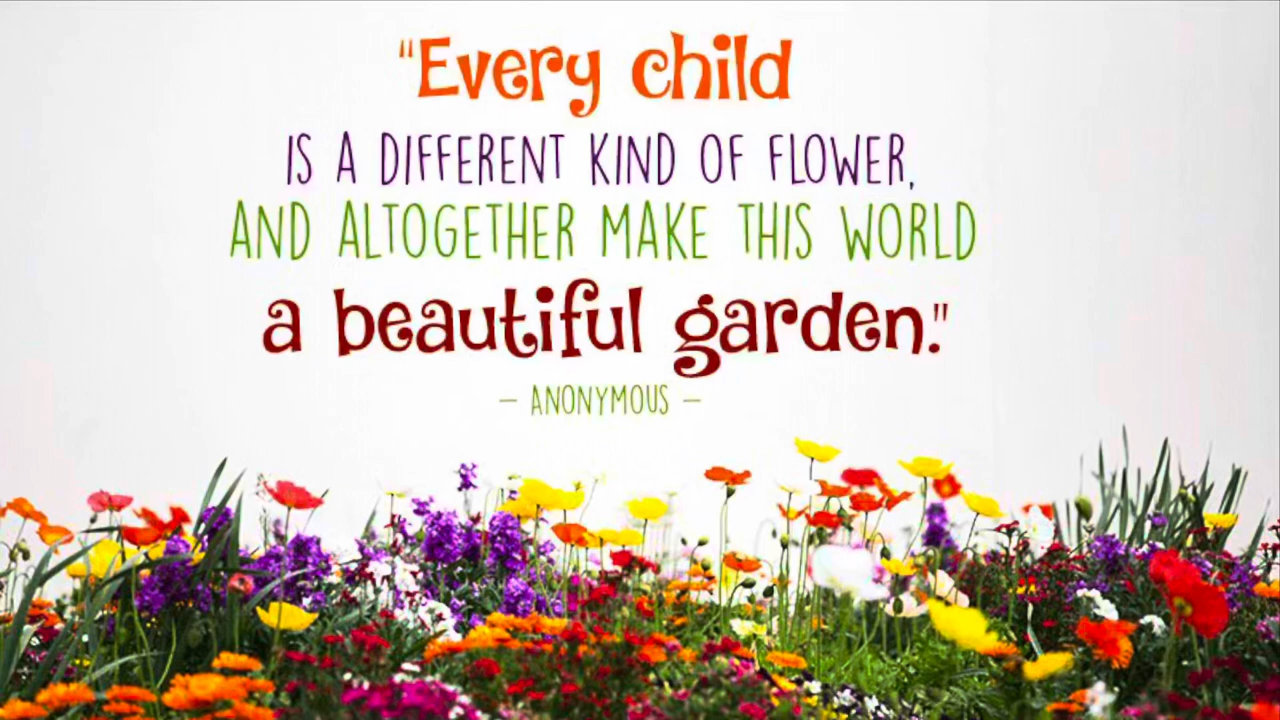 "Every child
IS A DIFFERENT KIND OF FLOWER,
AND ALTOGETHER MAKE THIS WORLD
a beautiful garden."
– ANONYMOUS –